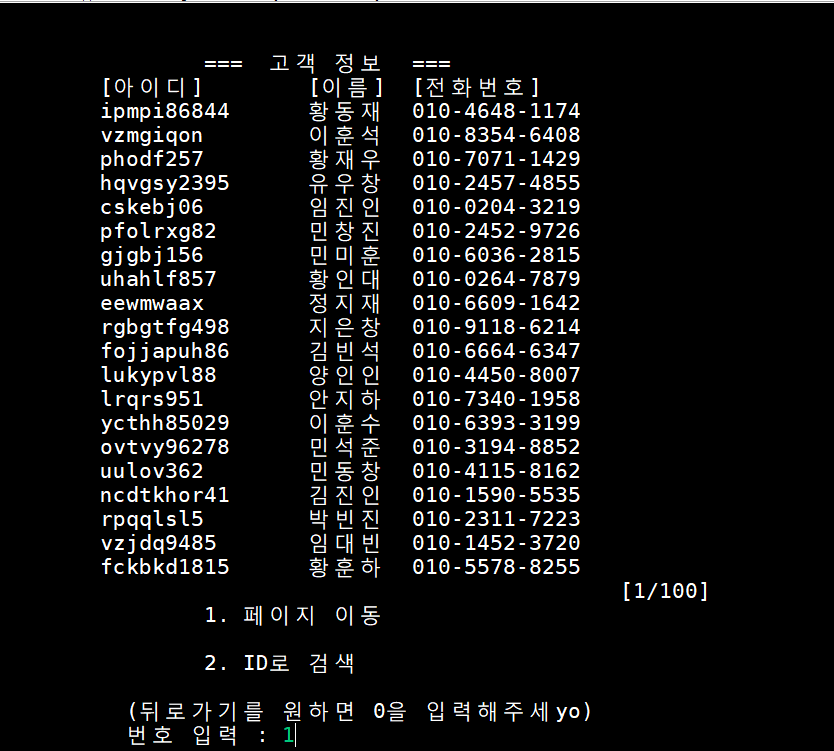 === 고객 정보 ===
[아이디] [이름] [전화번호]
ipmpi86844 황동재 010-4648-1174
vzmgiqon 이훈석 010-8354-6408
phodf257 황재우 010-7071-1429
hqvgsy2395 유우창 010-2457-4855
cskebj06 임진인 010-0204-3219
pfolrxg82 민창진 010-2452-9726
gjgbj156 민미훈 010-6036-2815
uhahlf857 황인대 010-0264-7879
eewmwaax 정지재 010-6609-1642
rgbgtfg498 지은창 010-9118-6214
fojjapuh86 김빈석 010-6664-6347
lukypvl88 양인인 010-4450-8007
lrqrs951 안지하 010-7340-1958
ycthh85029 이훈수 010-6393-3199
ovtvy96278 민석준 010-3194-8852
uulov362 민동창 010-4115-8162
ncdtkhor41 김진인 010-1590-5535
rpqqlsl5 박빈진 010-2311-7223
vzjdq9485 임대빈 010-1452-3720
fckbkd1815 황훈하 010-5578-8255
[1/100]
1. 페이지 이동
2. ID로 검색
(뒤로가기를 원하면 0을 입력해주세yo)
번호 입력 : 1